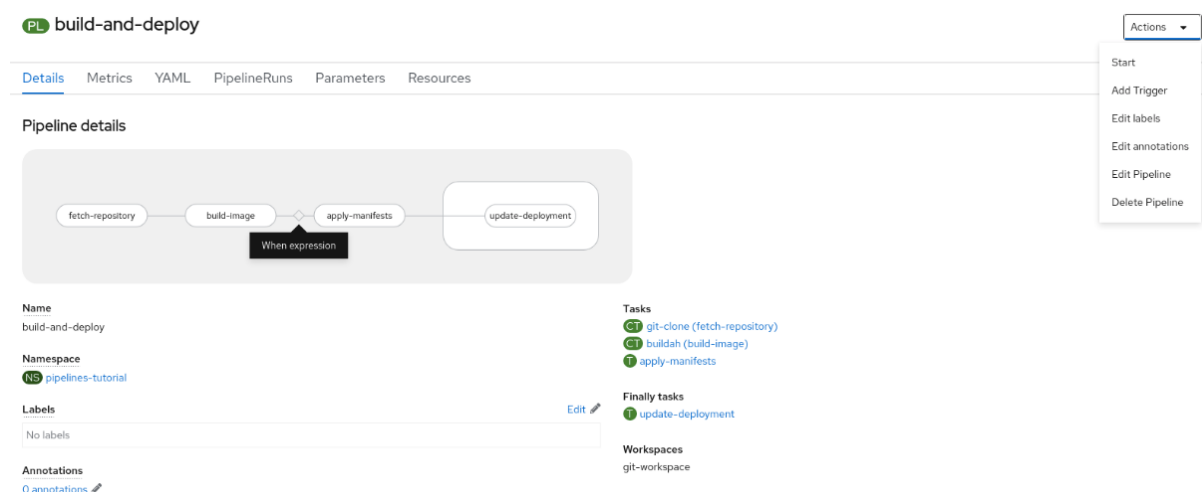 PL build-and-deploy
Actions
Start
Add Trigger
Edit labels
Edit annotations
Edit Pipeline
Delete Pipeline
Details Metrics YAML PipelineRuns Parameters Resources
Pipeline details
fetch-repository build-image apply-manifests update-deployment
When expression
Name
build-and-deploy
Namespace
NS pipelines-tutorial
Labels Edit
No labels
Annotations
0 annotations
Tasks
CT git-clone (fetch-repository)
CT buildah (build-image)
T apply-manifests
Finally tasks
T update-deployment
Workspaces
git-workspace